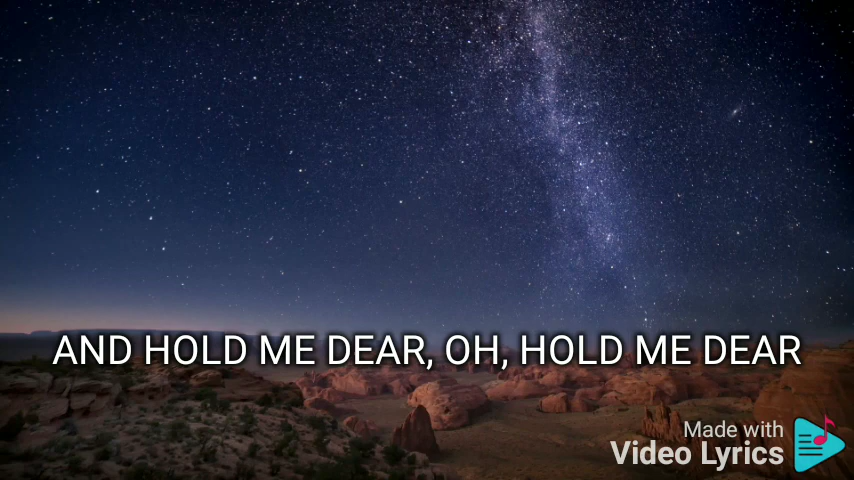 AND HOLD ME DEAR, OH, HOLD ME DEAR
Made with
Video Lyrics